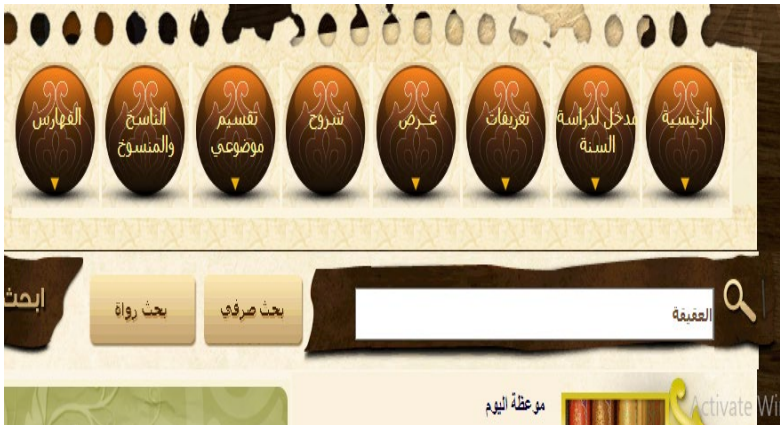 الرئيسية
مدخل لدراسة
السنة
تعريفات
عـرض
شروح
تقسيم
موضوعي
الناسخ
والمنسوخ
الفهارس
العقيقة
بحث صرفي
بحث رواة
ابحث
موعظة اليوم
Activate Wi